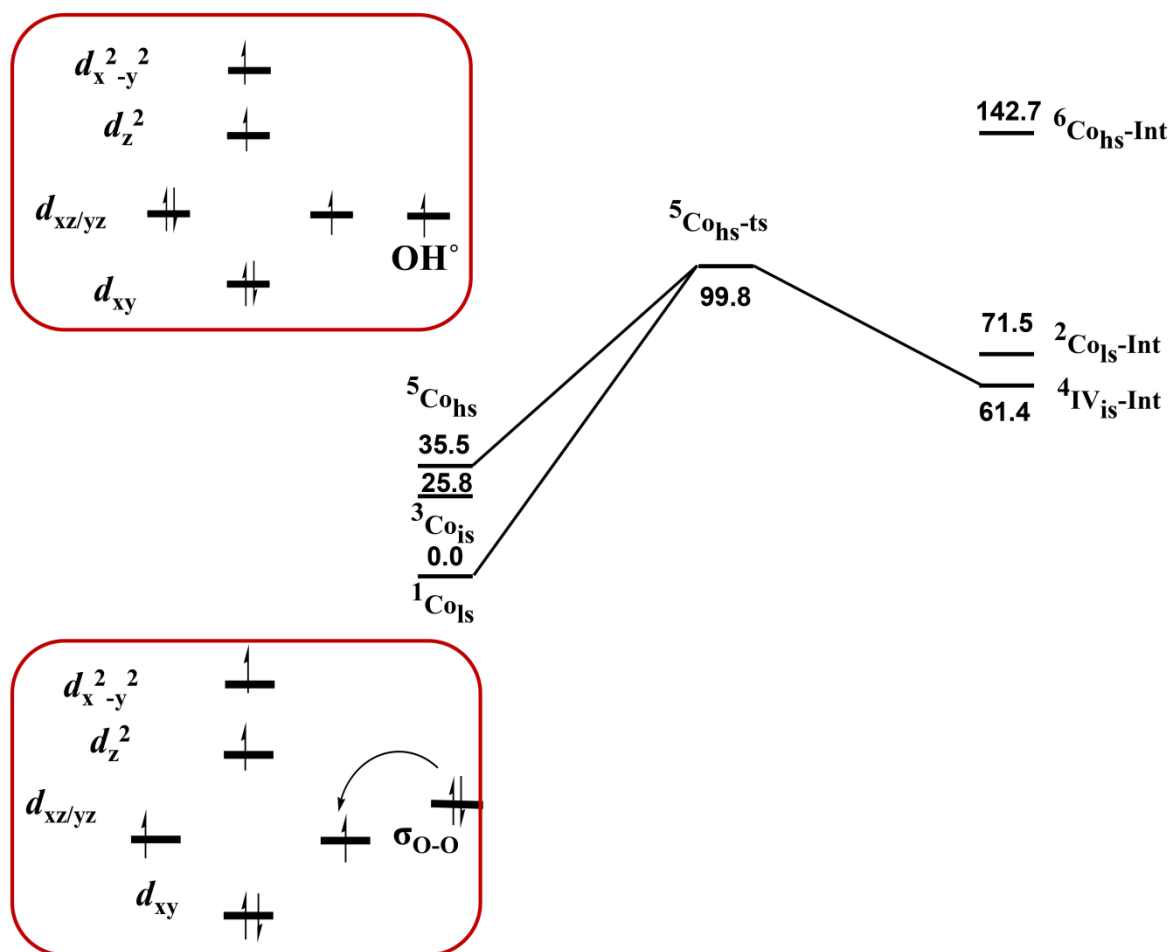 d_x²-y²
d_z²
d_xz/yz
OH°
d_xy
142.7 ⁶Co_hs-Int
⁵Co_hs-ts
99.8
71.5 ²Co_ls-Int
⁴IV_is-Int
61.4
⁵Co_hs
35.5
25.8
³Co_is
0.0
¹Co_ls
d_x²-y²
d_z²
d_xz/yz
σ_O-O
d_xy